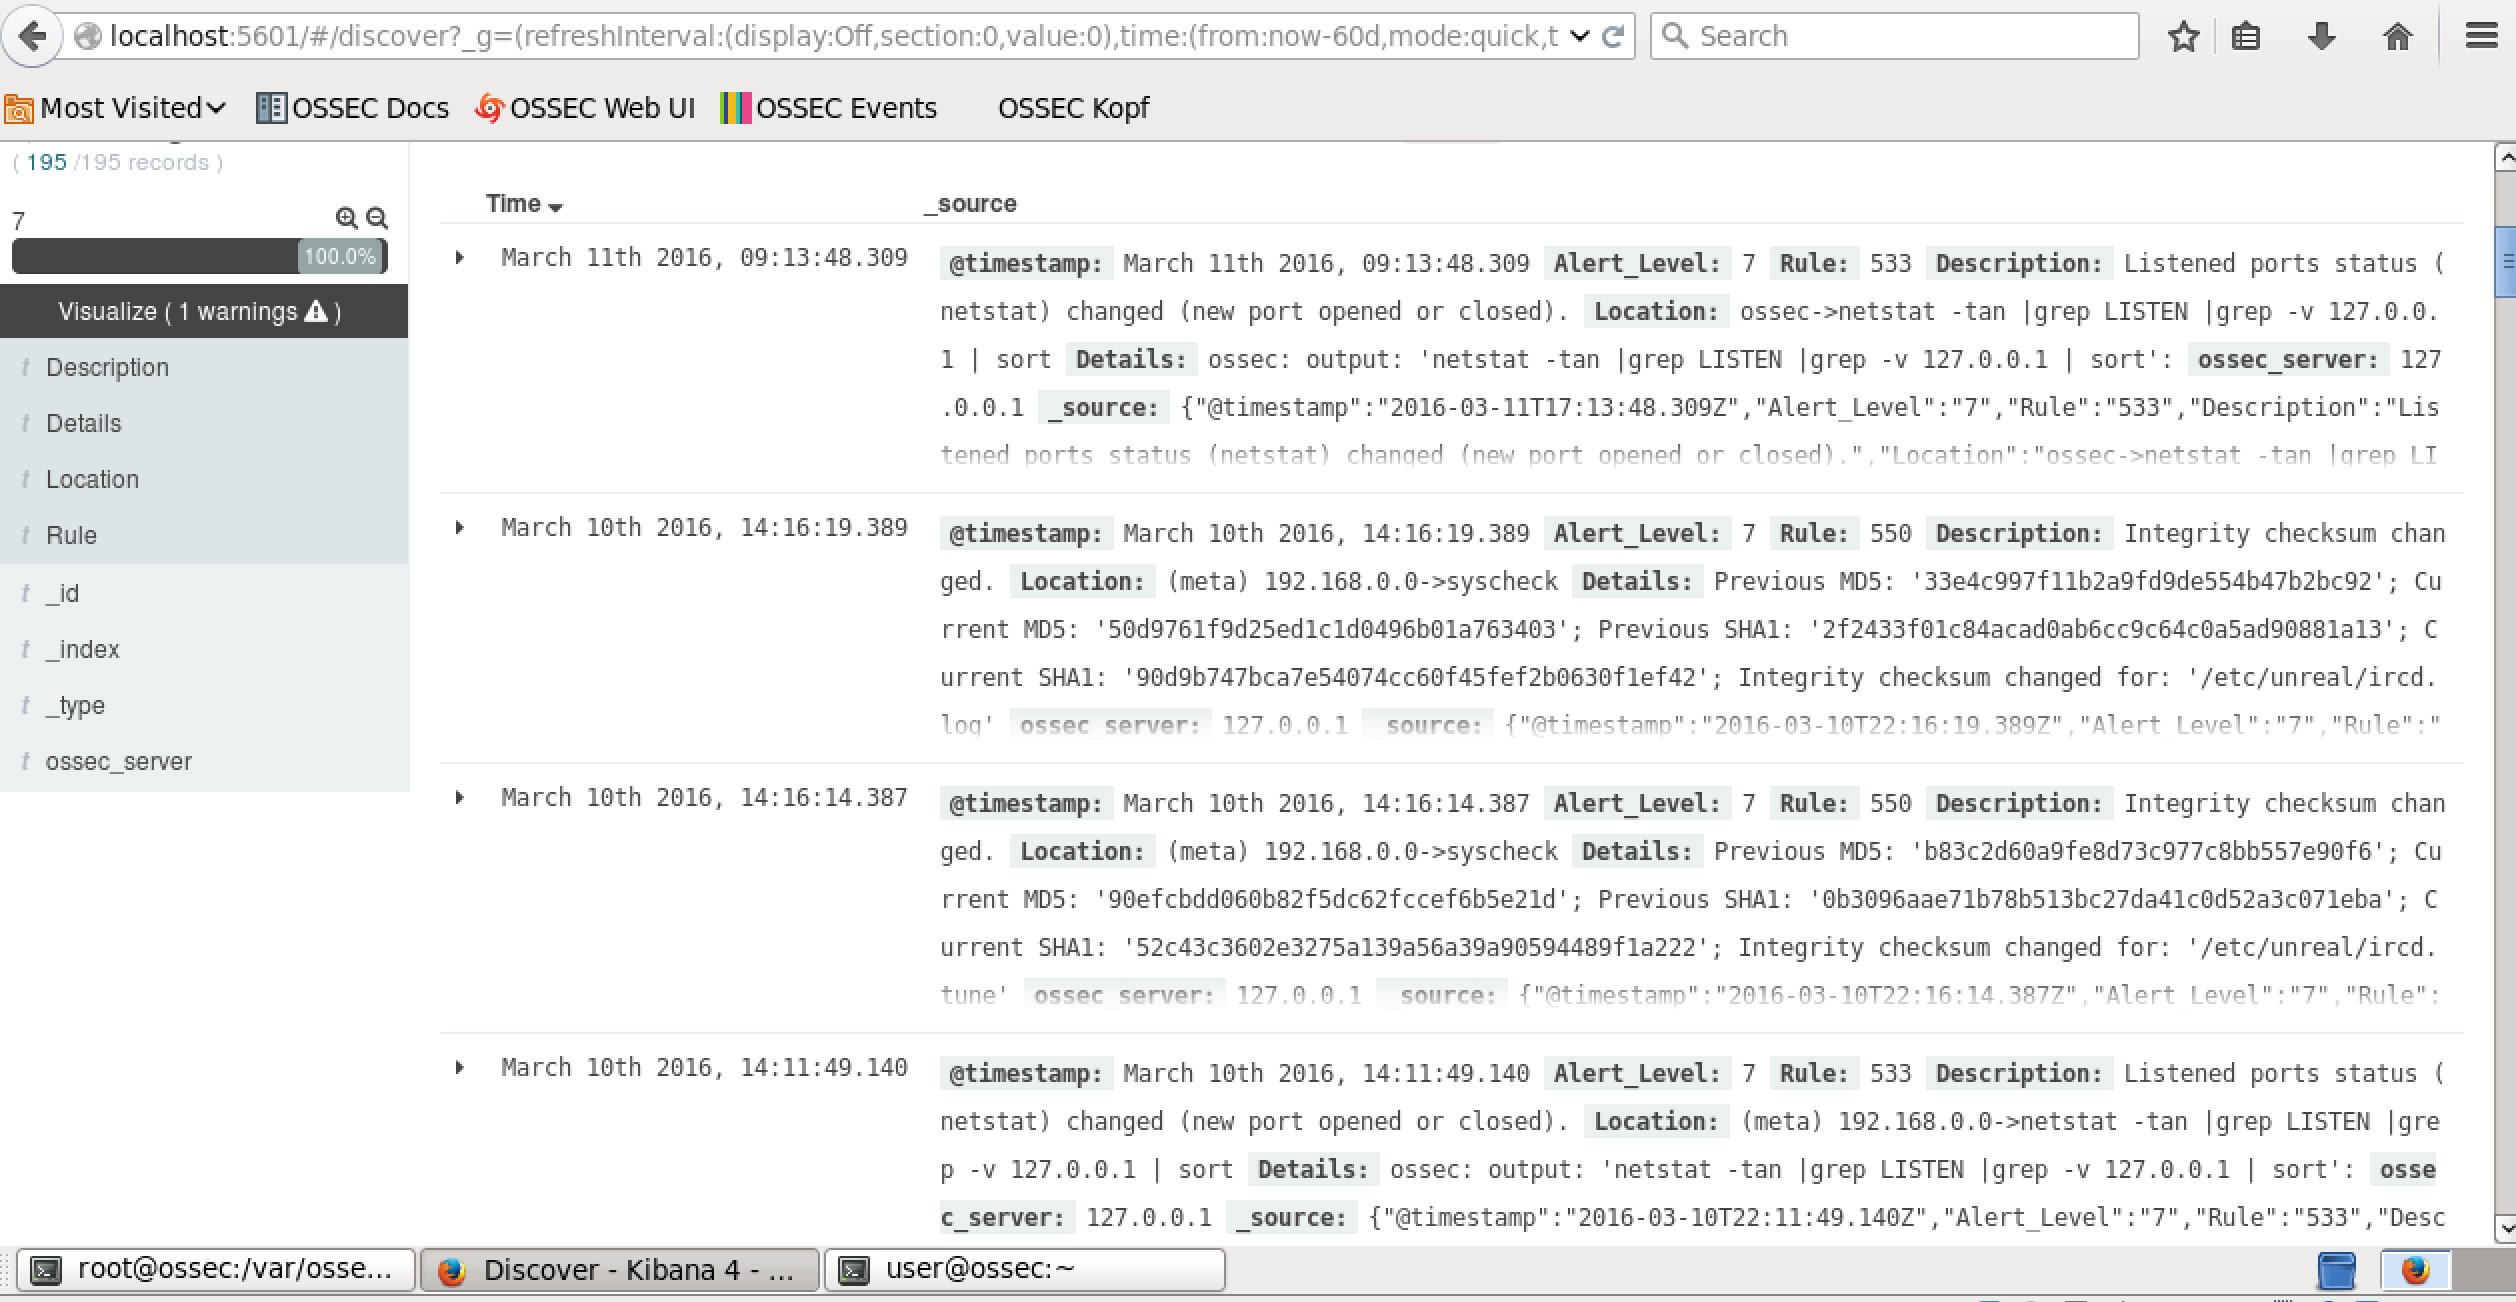 localhost:5601/#/discover?_g=(refreshInterval:(display:Off,section:0,value:0),time:(from:now-60d,mode:quick,t
Search
Most Visited
OSSEC Docs
OSSEC Web UI
OSSEC Events
OSSEC Kopf
( 195 /195 records )
7
100.0%
Visualize ( 1 warnings )
t Description
t Details
t Location
t Rule
t _id
t _index
t _type
t ossec_server
Time _source
March 11th 2016, 09:13:48.309
@timestamp: March 11th 2016, 09:13:48.309 Alert_Level: 7 Rule: 533 Description: Listened ports status (
netstat) changed (new port opened or closed). Location: ossec->netstat -tan |grep LISTEN |grep -v 127.0.0.
1 | sort Details: ossec: output: 'netstat -tan |grep LISTEN |grep -v 127.0.0.1 | sort': ossec_server: 127
.0.0.1 _source: {"@timestamp":"2016-03-11T17:13:48.309Z","Alert_Level":"7","Rule":"533","Description":"Lis
tened ports status (netstat) changed (new port opened or closed).","Location":"ossec->netstat -tan |grep LI
March 10th 2016, 14:16:19.389
@timestamp: March 10th 2016, 14:16:19.389 Alert_Level: 7 Rule: 550 Description: Integrity checksum chan
ged. Location: (meta) 192.168.0.0->syscheck Details: Previous MD5: '33e4c997f11b2a9fd9de554b47b2bc92'; Cu
rrent MD5: '50d9761f9d25ed1c1d0496b01a763403'; Previous SHA1: '2f2433f01c84acad0ab6cc9c64c0a5ad90881a13'; C
urrent SHA1: '90d9b747bca7e54074cc60f45fef2b0630f1ef42'; Integrity checksum changed for: '/etc/unreal/ircd.
log' ossec_server: 127.0.0.1 _source: {"@timestamp":"2016-03-10T22:16:19.389Z","Alert_Level":"7","Rule":"
March 10th 2016, 14:16:14.387
@timestamp: March 10th 2016, 14:16:14.387 Alert_Level: 7 Rule: 550 Description: Integrity checksum chan
ged. Location: (meta) 192.168.0.0->syscheck Details: Previous MD5: 'b83c2d60a9fe8d73c977c8bb557e90f6'; Cu
rrent MD5: '90efcbdd060b82f5dc62fccef6b5e21d'; Previous SHA1: '0b3096aae71b78b513bc27da41c0d52a3c071eba'; C
urrent SHA1: '52c43c3602e3275a139a56a39a90594489f1a222'; Integrity checksum changed for: '/etc/unreal/ircd.
tune' ossec_server: 127.0.0.1 _source: {"@timestamp":"2016-03-10T22:16:14.387Z","Alert_Level":"7","Rule":
March 10th 2016, 14:11:49.140
@timestamp: March 10th 2016, 14:11:49.140 Alert_Level: 7 Rule: 533 Description: Listened ports status (
netstat) changed (new port opened or closed). Location: (meta) 192.168.0.0->netstat -tan |grep LISTEN |gre
p -v 127.0.0.1 | sort Details: ossec: output: 'netstat -tan |grep LISTEN |grep -v 127.0.0.1 | sort': osse
c_server: 127.0.0.1 _source: {"@timestamp":"2016-03-10T22:11:49.140Z","Alert_Level":"7","Rule":"533","Desc
root@ossec:/var/osse...
Discover - Kibana 4 - ...
user@ossec:~